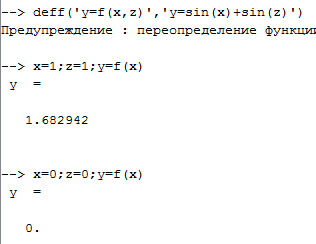 --> deff('y=f(x,z)','y=sin(x)+sin(z)')
Предупреждение : переопределение функции
--> x=1;z=1;y=f(x)
y =
1.682942
--> x=0;z=0;y=f(x)
y =
0.